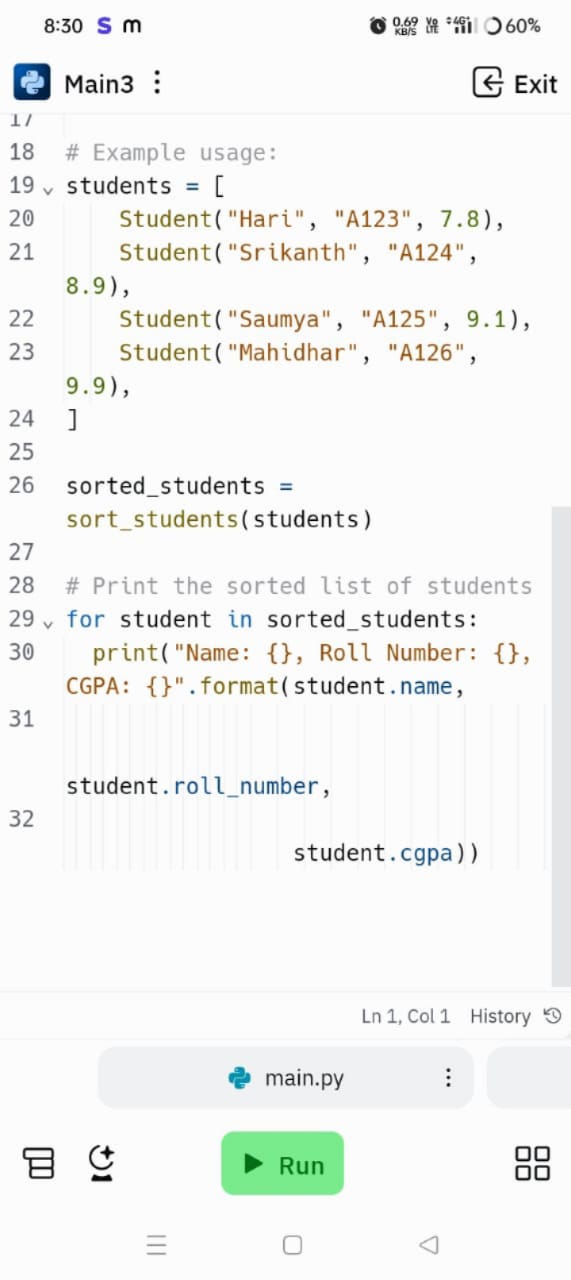 8:30 S m 0.69 KB/S Vo LTE 4G+ 60%
Main3 Exit
17
18 # Example usage:
19 students = [
20 Student("Hari", "A123", 7.8),
21 Student("Srikanth", "A124",
8.9),
22 Student("Saumya", "A125", 9.1),
23 Student("Mahidhar", "A126",
9.9),
24 ]
25
26 sorted_students =
sort_students(students)
27
28 # Print the sorted list of students
29 for student in sorted_students:
30 print("Name: {}, Roll Number: {},
CGPA: {}".format(student.name,
31
student.roll_number,
32
student.cgpa))
Ln 1, Col 1 History
main.py
Run